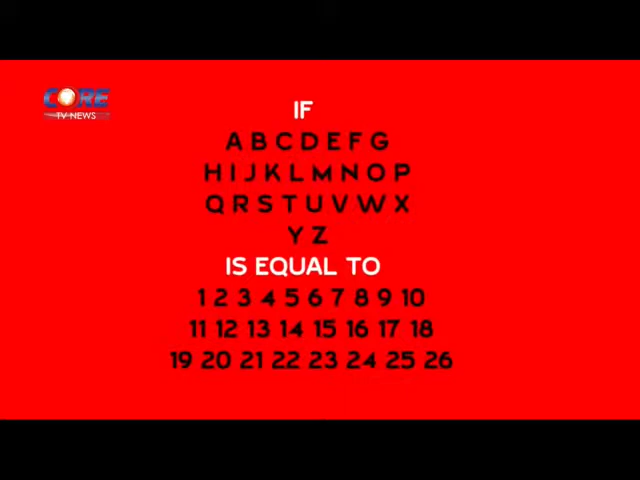 CORE
TV NEWS
IF
A B C D E F G
H I J K L M N O P
Q R S T U V W X
Y Z
IS EQUAL TO
1 2 3 4 5 6 7 8 9 10
11 12 13 14 15 16 17 18
19 20 21 22 23 24 25 26